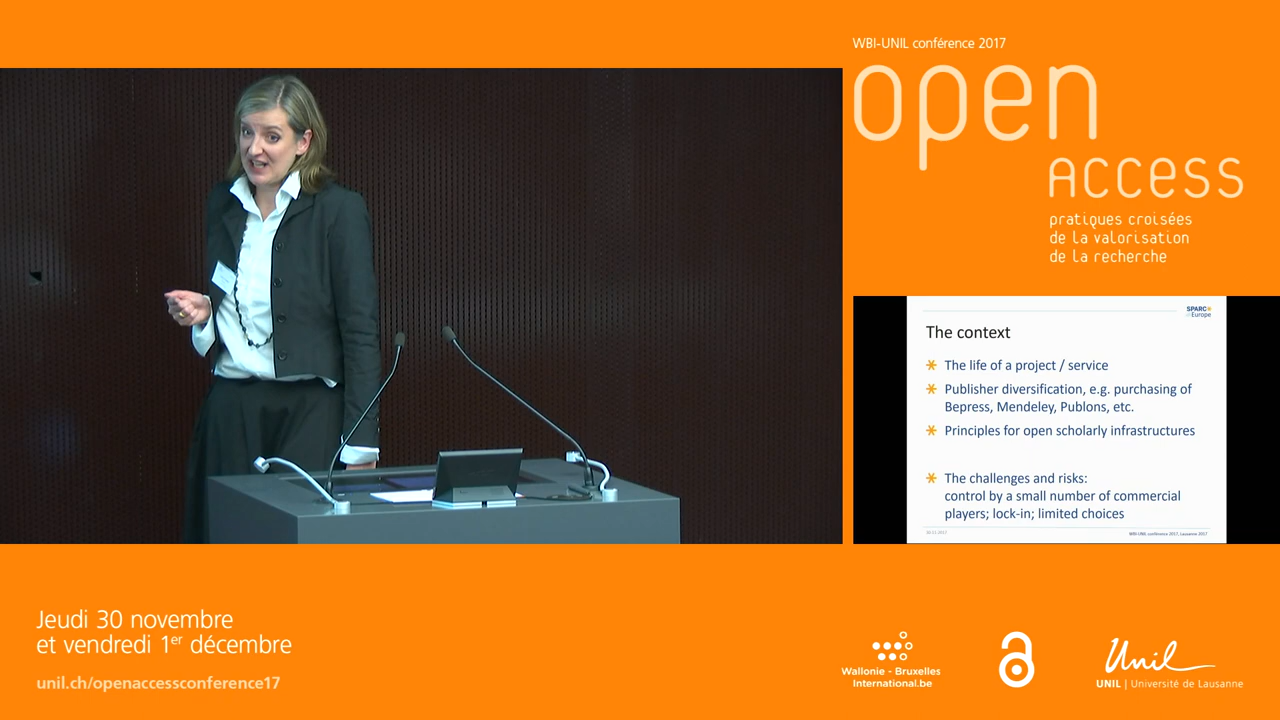 WBI-UNIL conférence 2017
open
access
pratiques croisées
de la valorisation
de la recherche
SPARC
Europe
The context
The life of a project / service
Publisher diversification, e.g. purchasing of
Bepress, Mendeley, Publons, etc.
Principles for open scholarly infrastructures
The challenges and risks:
control by a small number of commercial
players; lock-in; limited choices
30.11.2017
WBI-UNIL conférence 2017, Lausanne 2017
Jeudi 30 novembre
et vendredi 1er décembre
unil.ch/openaccessconference17
Wallonie - Bruxelles
International.be
Unil
UNIL | Université de Lausanne